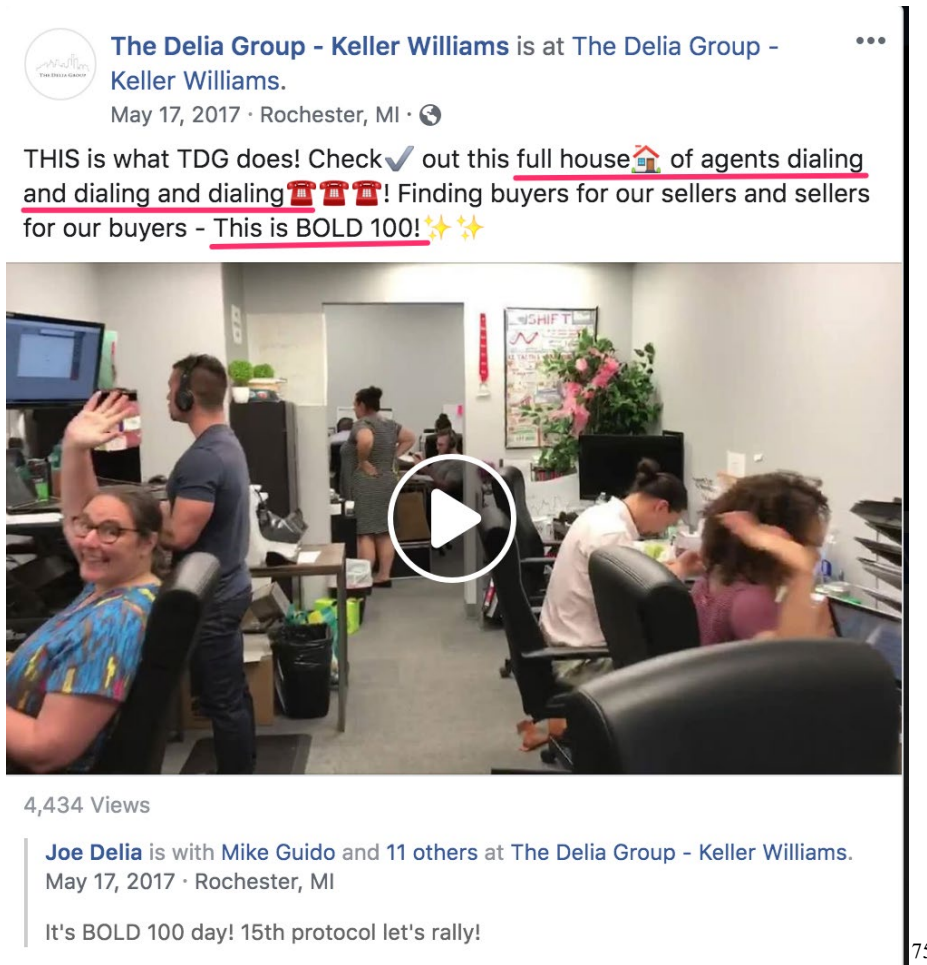 The Delia Group - Keller Williams is at The Delia Group -
Keller Williams.
May 17, 2017 · Rochester, MI ·
THE DELIA GROUP
THIS is what TDG does! Check✔️ out this full house🏠 of agents dialing
and dialing and dialing☎️☎️☎️! Finding buyers for our sellers and sellers
for our buyers - This is BOLD 100!✨✨
SHIFT
4,434 Views
Joe Delia is with Mike Guido and 11 others at The Delia Group - Keller Williams.
May 17, 2017 · Rochester, MI
It's BOLD 100 day! 15th protocol let's rally!
75